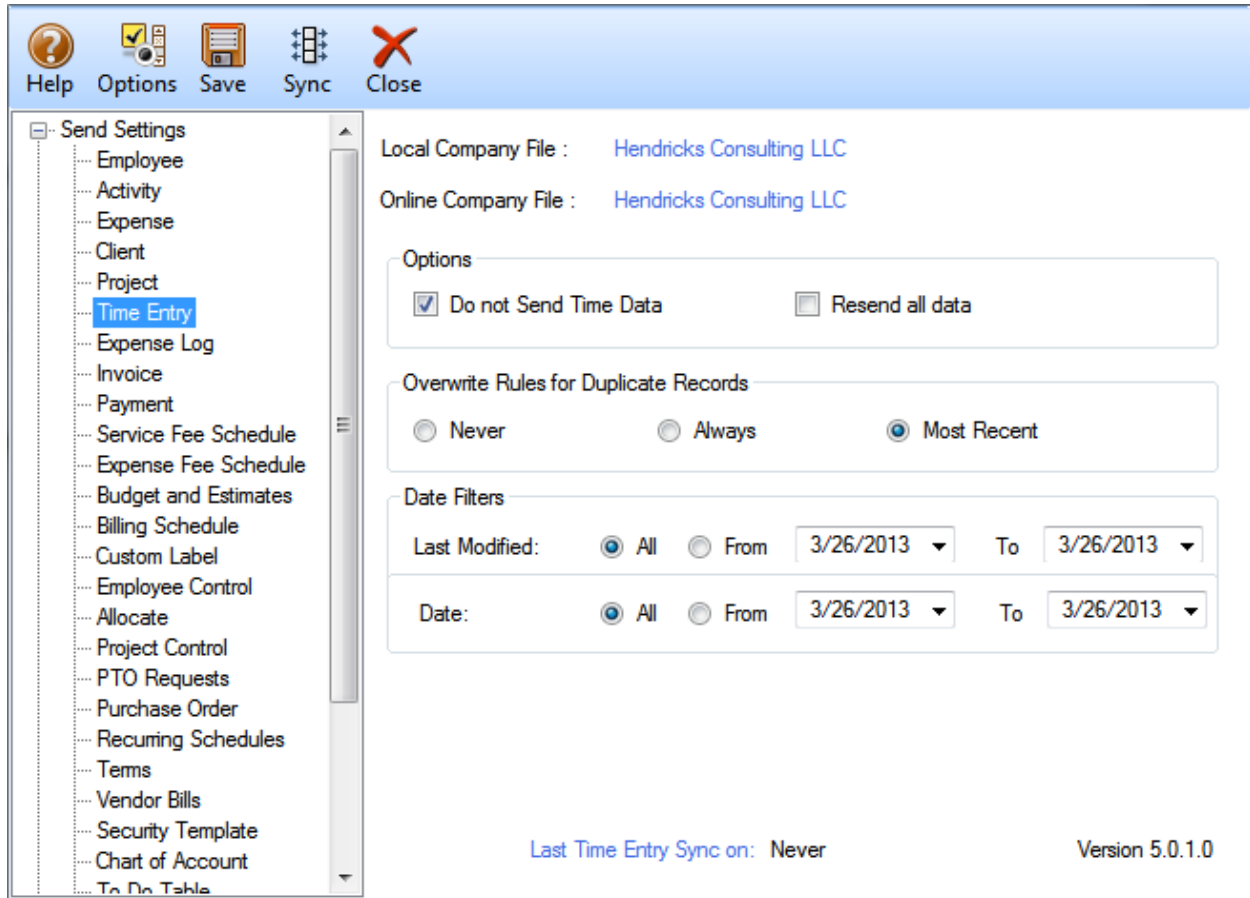 Help Options Save Sync Close
Send Settings
Employee
Activity
Expense
Client
Project
Time Entry
Expense Log
Invoice
Payment
Service Fee Schedule
Expense Fee Schedule
Budget and Estimates
Billing Schedule
Custom Label
Employee Control
Allocate
Project Control
PTO Requests
Purchase Order
Recurring Schedules
Terms
Vendor Bills
Security Template
Chart of Account
To Do Table
Local Company File : Hendricks Consulting LLC
Online Company File : Hendricks Consulting LLC
Options
Do not Send Time Data Resend all data
Overwrite Rules for Duplicate Records
Never Always Most Recent
Date Filters
Last Modified: All From 3/26/2013 To 3/26/2013
Date: All From 3/26/2013 To 3/26/2013
Last Time Entry Sync on: Never Version 5.0.1.0